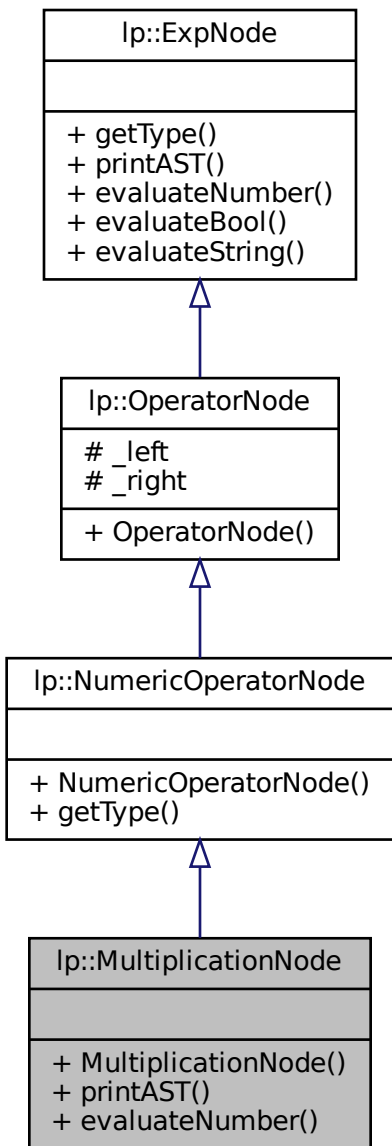 lp::ExpNode
+ getType()
+ printAST()
+ evaluateNumber()
+ evaluateBool()
+ evaluateString()
lp::OperatorNode
# _left
# _right
+ OperatorNode()
lp::NumericOperatorNode
+ NumericOperatorNode()
+ getType()
lp::MultiplicationNode
+ MultiplicationNode()
+ printAST()
+ evaluateNumber()